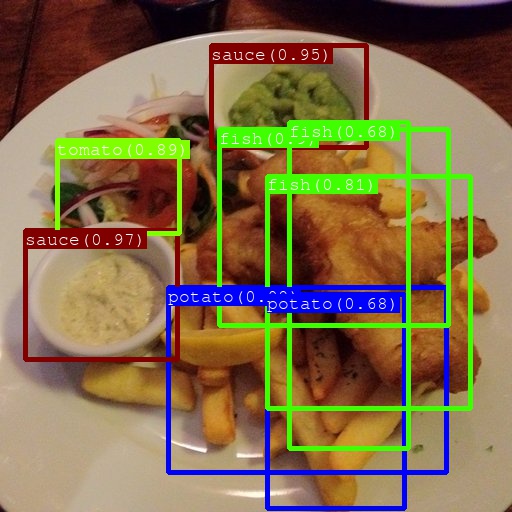 sauce(0.95)
fish(0.68)
tomato(0.89)
fish(0.81)
sauce(0.97)
potato(0.68)